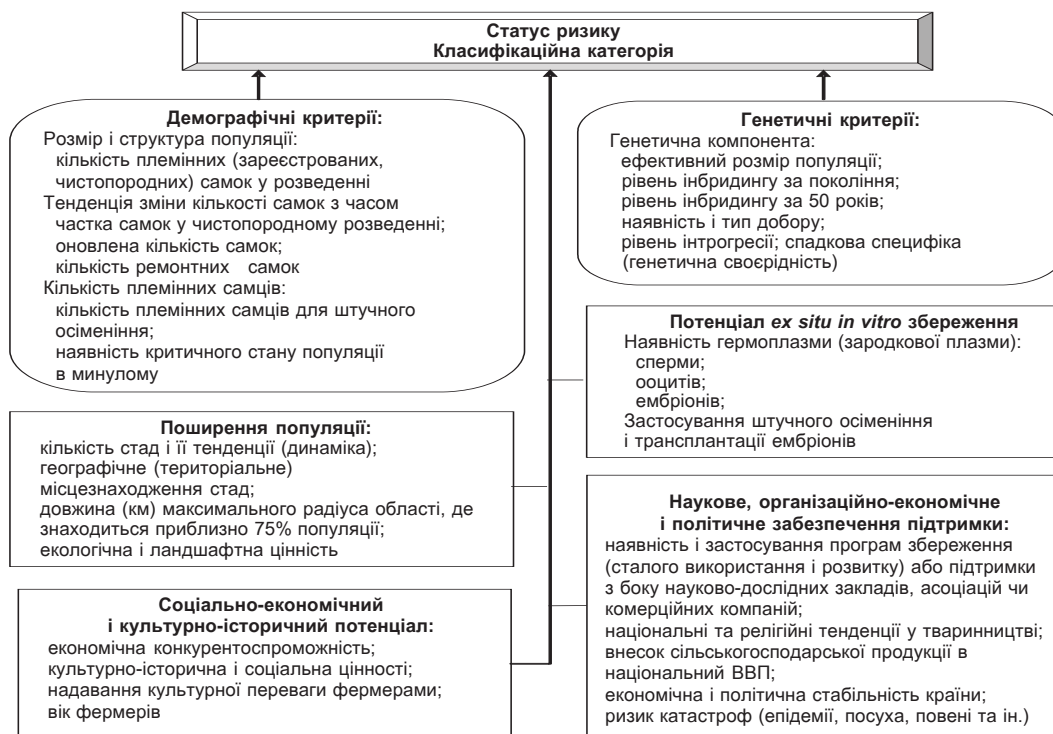 Статус ризику
Класифікаційна категорія
Демографічні критерії:
Розмір і структура популяції:
кількість племінних (зареєстрованих,
чистопородних) самок у розведенні
Тенденція зміни кількості самок з часом
частка самок у чистопородному розведенні;
оновлена кількість самок;
кількість ремонтних самок
Кількість племінних самців:
кількість племінних самців для штучного
осіменіння;
наявність критичного стану популяції
в минулому
Генетичні критерії:
Генетична компонента:
ефективний розмір популяції;
рівень інбридингу за покоління;
рівень інбридингу за 50 років;
наявність і тип добору;
рівень інтрогресії; спадкова специфіка
(генетична своєрідність)
Потенціал ex situ in vitro збереження
Наявність гермоплазми (зародкової плазми):
сперми;
ооцитів;
ембріонів;
Застосування штучного осіменіння
і трансплантації ембріонів
Поширення популяції:
кількість стад і її тенденції (динаміка);
географічне (територіальне)
місцезнаходження стад;
довжина (км) максимального радіуса області, де
знаходиться приблизно 75% популяції;
екологічна і ландшафтна цінність
Наукове, організаційно-економічне
і політичне забезпечення підтримки:
наявність і застосування програм збереження
(сталого використання і розвитку) або підтримки
з боку науково-дослідних закладів, асоціацій чи
комерційних компаній;
національні та релігійні тенденції у тваринництві;
внесок сільськогосподарської продукції в
національний ВВП;
економічна і політична стабільність країни;
ризик катастроф (епідемії, посуха, повені та ін.)
Соціально-економічний
і культурно-історичний потенціал:
економічна конкурентоспроможність;
культурно-історична і соціальна цінності;
надавання культурної переваги фермерами;
вік фермерів